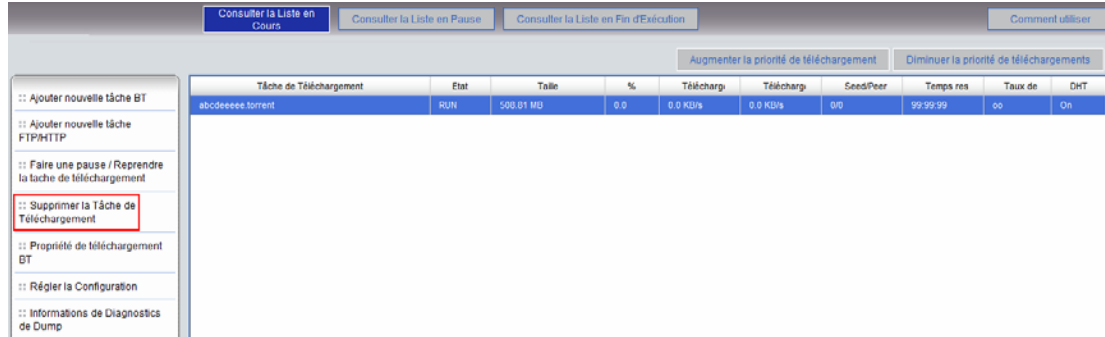 Consulter la Liste en
Cours
Consulter la Liste en Pause
Consulter la Liste en Fin d'Exécution
Comment utiliser
Augmenter la priorité de téléchargement
Diminuer la priorité de téléchargements
:: Ajouter nouvelle tâche BT
:: Ajouter nouvelle tâche
FTP/HTTP
:: Faire une pause / Reprendre
la tache de téléchargement
:: Supprimer la Tâche de
Téléchargement
:: Propriété de téléchargement
BT
:: Régler la Configuration
:: Informations de Diagnostics
de Dump
Tâche de Téléchargement Etat Taille % Téléchargı Téléchargı Seed/Peer Temps res Taux de DHT
abcdeeeee.torrent RUN 508.81 MB 0.0 0.0 KB/s 0.0 KB/s 0/0 99:99:99 oo On